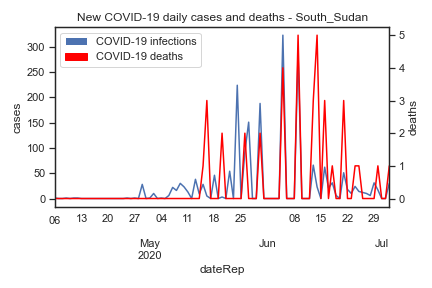 New COVID-19 daily cases and deaths - South_Sudan
COVID-19 infections
COVID-19 deaths
300
250
200
150
100
50
0
cases
5
4
3
2
1
0
deaths
06 13 20 27 04 11 18 25 08 15 22 29
May Jun Jul
2020
dateRep